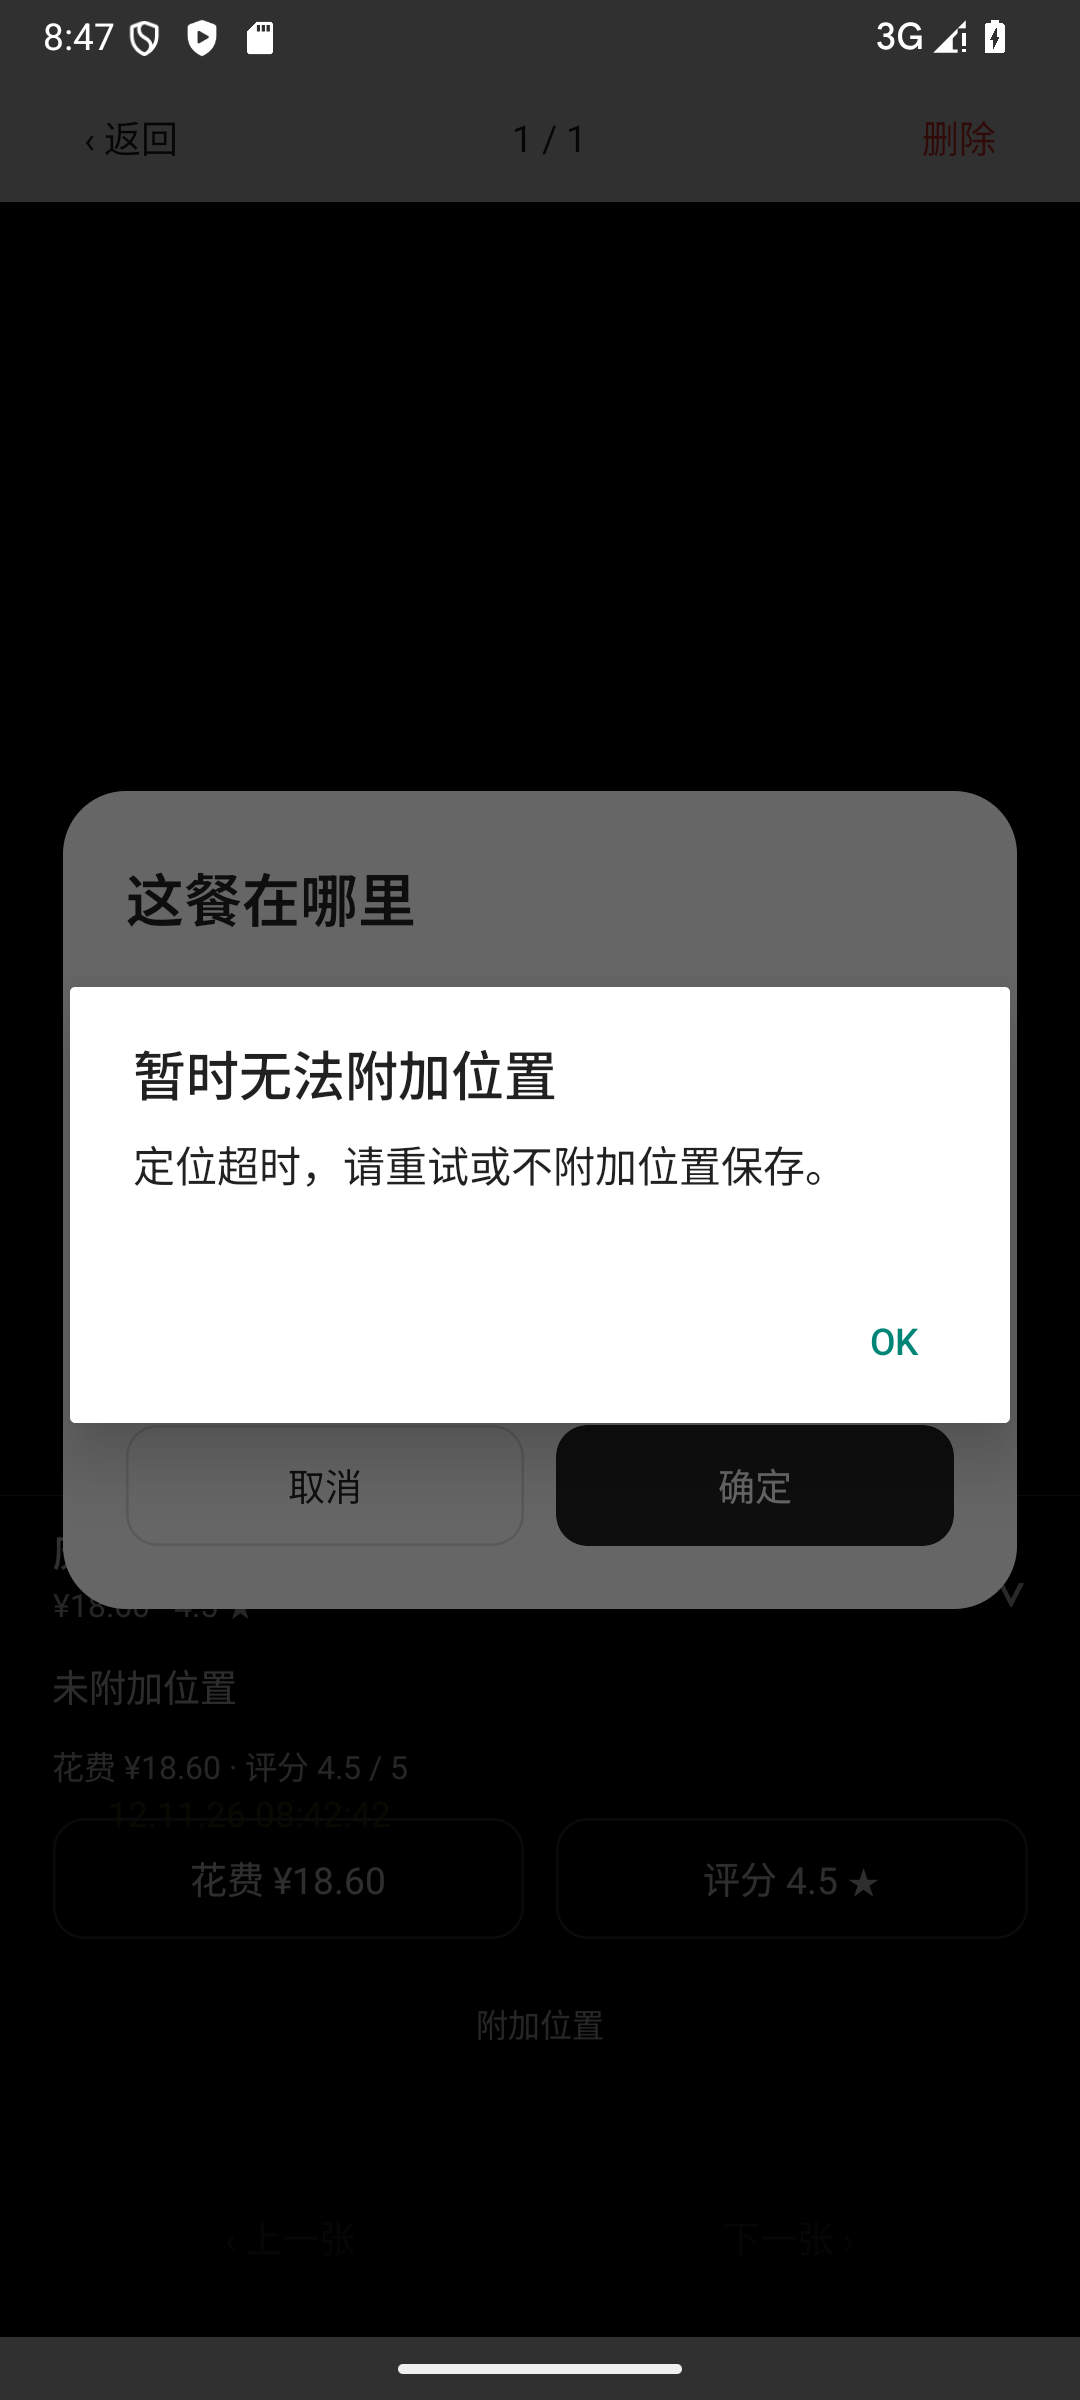 8:47
3G
‹ 返回
1 / 1
删除
这餐在哪里
暂时无法附加位置
定位超时，请重试或不附加位置保存。
OK
取消
确定
未附加位置
花费 ¥18.60 · 评分 4.5 / 5
12.11.26 08:42:42
花费 ¥18.60
评分 4.5 ★
附加位置
‹ 上一张
下一张 ›